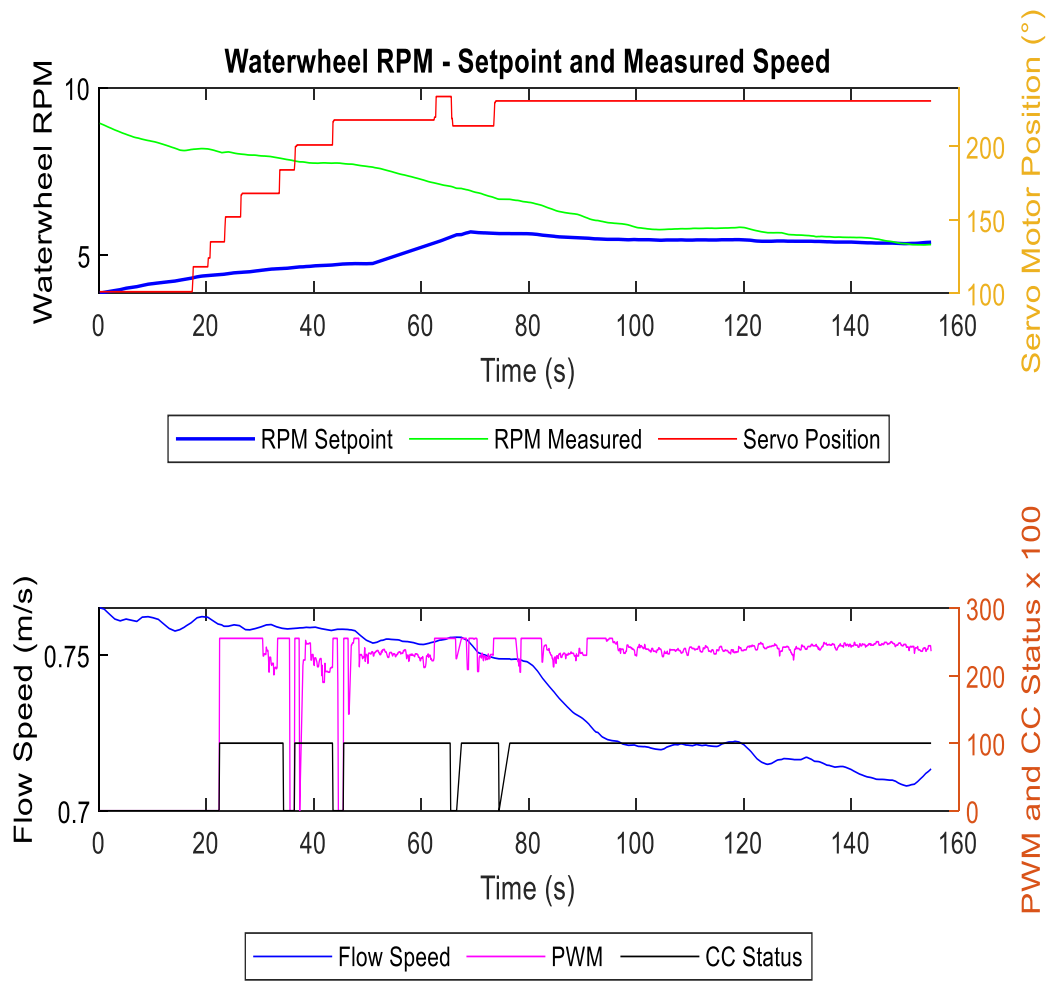 Waterwheel RPM - Setpoint and Measured Speed
Waterwheel RPM
10
5
Servo Motor Position (°)
200
150
100
0 20 40 60 80 100 120 140 160
Time (s)
RPM Setpoint RPM Measured Servo Position
Flow Speed (m/s)
0.75
0.7
PWM and CC Status x 100
300
200
100
0
0 20 40 60 80 100 120 140 160
Time (s)
Flow Speed PWM CC Status